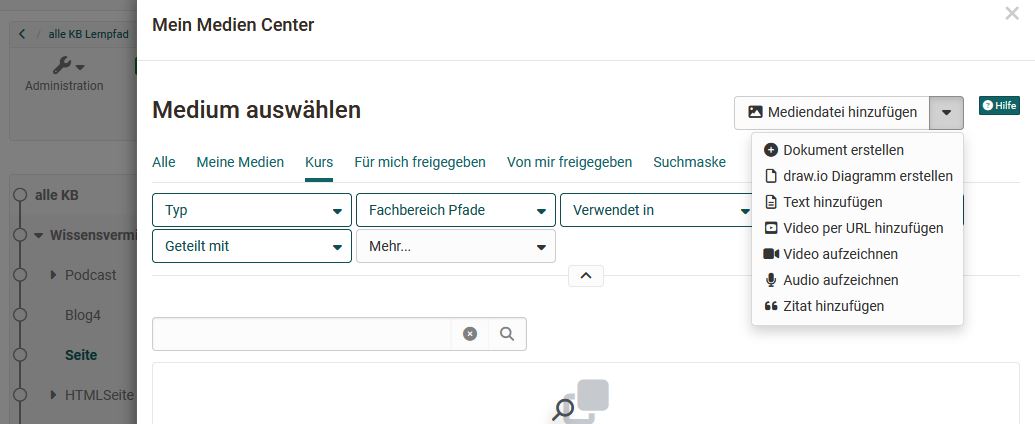 Mein Medien Center
alle KB Lernpfad
Administration
Medium auswählen
Mediendatei hinzufügen
Hilfe
Dokument erstellen
draw.io Diagramm erstellen
Text hinzufügen
Video per URL hinzufügen
Video aufzeichnen
Audio aufzeichnen
Zitat hinzufügen
Alle Meine Medien Kurs Für mich freigegeben Von mir freigegeben Suchmaske
Typ Fachbereich Pfade Verwendet in
Geteilt mit Mehr...
alle KB
Wissensvermi
Podcast
Blog4
Seite
HTMLSeite